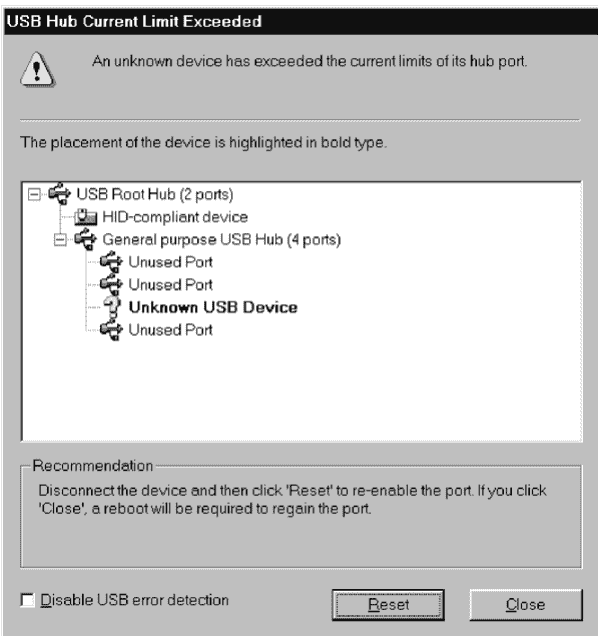 USB Hub Current Limit Exceeded
An unknown device has exceeded the current limits of its hub port.
The placement of the device is highlighted in bold type.
USB Root Hub (2 ports)
HID-compliant device
General purpose USB Hub (4 ports)
Unused Port
Unused Port
Unknown USB Device
Unused Port
Recommendation
Disconnect the device and then click 'Reset' to re-enable the port. If you click
'Close', a reboot will be required to regain the port.
Disable USB error detection
Reset
Close